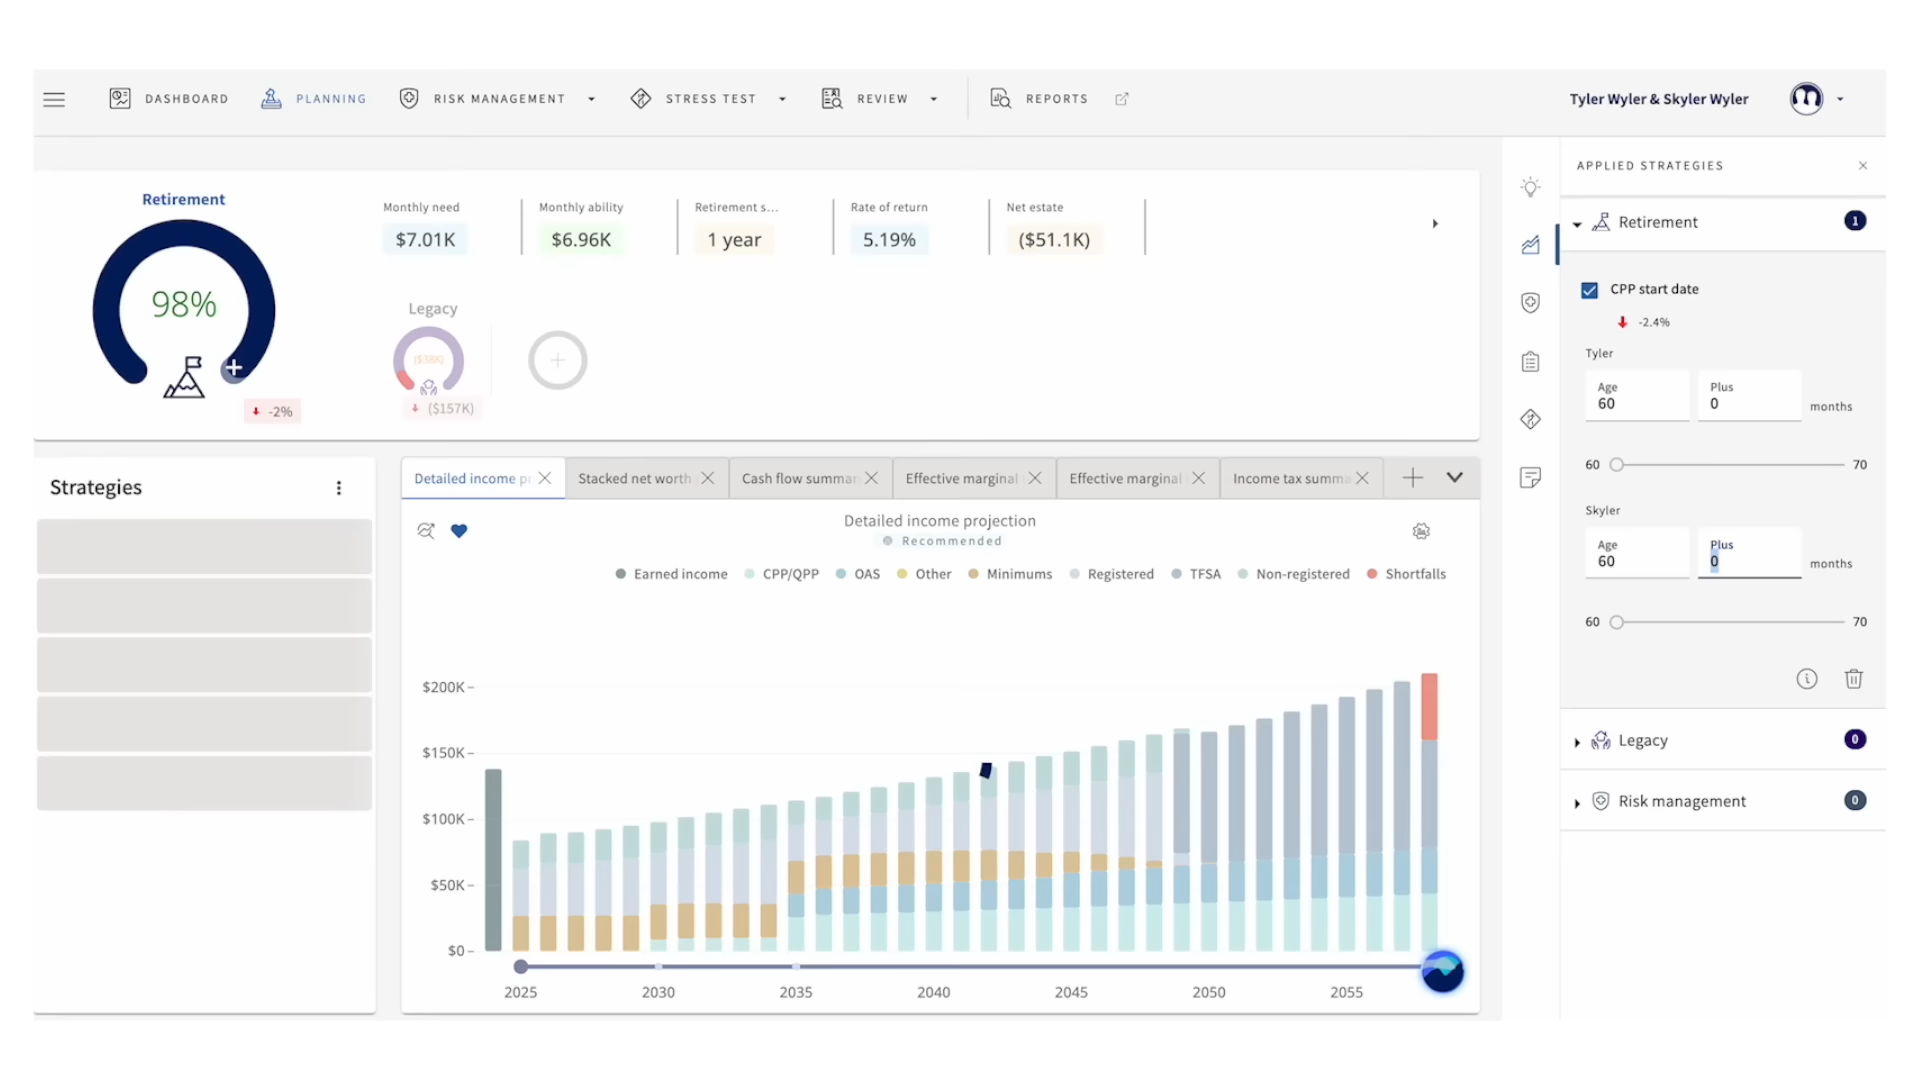 DASHBOARD
PLANNING
RISK MANAGEMENT
STRESS TEST
REVIEW
REPORTS
Tyler Wyler & Skyler Wyler
Retirement
98%
-2%
Monthly need
$7.01K
Monthly ability
$6.96K
Retirement s...
1 year
Rate of return
5.19%
Net estate
($51.1K)
Legacy
($38K)
($157K)
Strategies
Detailed income pr
Stacked net worth
Cash flow summar
Effective marginal
Effective marginal
Income tax summa
Detailed income projection
Recommended
Earned income
CPP/QPP
OAS
Other
Minimums
Registered
TFSA
Non-registered
Shortfalls
$200K
$150K
$100K
$50K
$0
2025
2030
2035
2040
2045
2050
2055
APPLIED STRATEGIES
Retirement
1
CPP start date
-2.4%
Tyler
Age
60
Plus
0
months
60
70
Skyler
Age
60
Plus
0
months
60
70
Legacy
0
Risk management
0